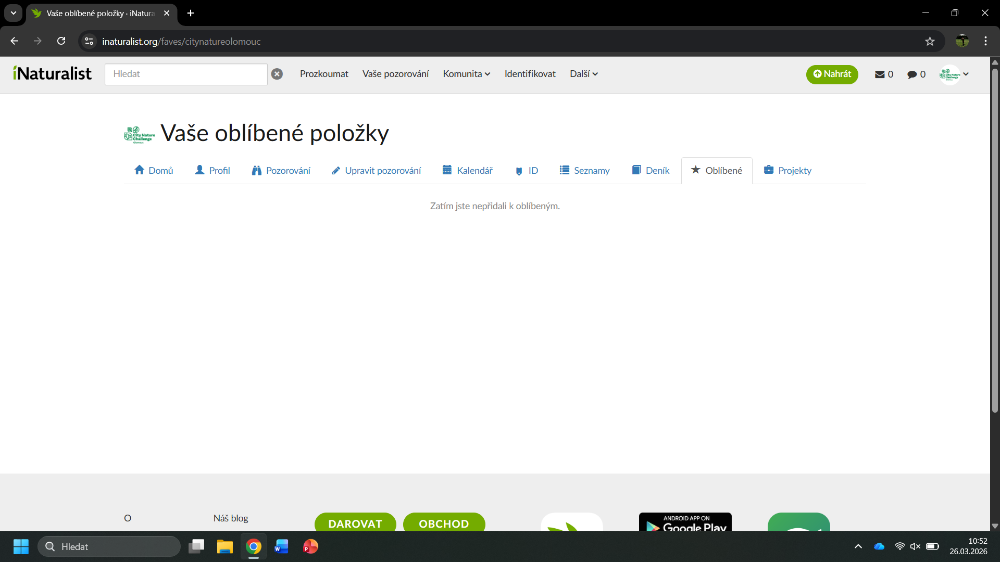 Vaše oblíbené položky · iNatura
inaturalist.org/faves/citynatureolomouc
iNaturalist
Hledat
Prozkoumat
Vaše pozorování
Komunita
Identifikovat
Další
Nahrát
0
0
City Nature
Challenge
Olomouc
Vaše oblíbené položky
Domů
Profil
Pozorování
Upravit pozorování
Kalendář
ID
Seznamy
Deník
Oblíbené
Projekty
Zatím jste nepřidali k oblíbeným.
O
Náš blog
DAROVAT
OBCHOD
ANDROID APP ON
Google Play
Hledat
10:52
26.03.2026